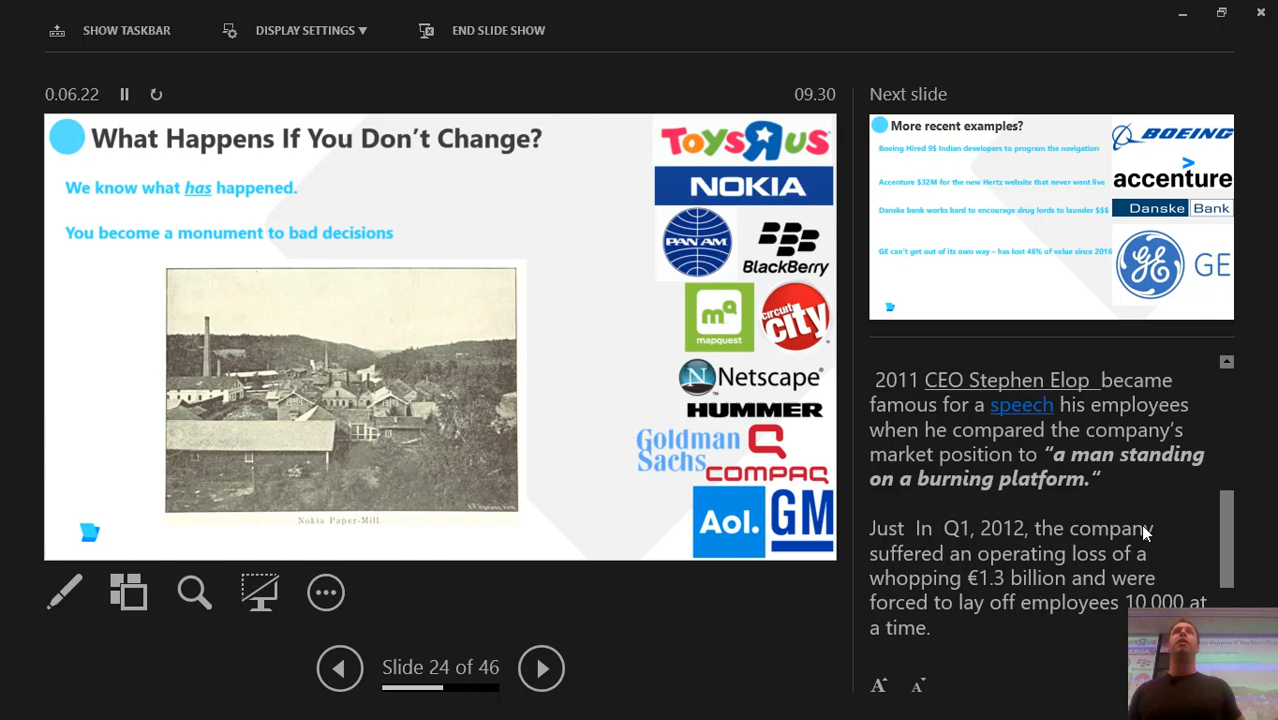 SHOW TASKBAR
DISPLAY SETTINGS ▼
END SLIDE SHOW
0.06.22
09.30
What Happens If You Don't Change?
We know what has happened.
You become a monument to bad decisions
Nokia Paper-Mill
TOYSRUS
NOKIA
PAN AM
BlackBerry
mq
mapquest
circuit
city
Netscape
HUMMER
Goldman
Sachs
COMPAQ
Aol.
GM
Next slide
More recent examples?
Boeing Hired 9$ Indian developers to program the navigation
Accenture $32M for the new Hertz website that never went live
Danske bank works hard to encourage drug lords to launder $$$
GE can't get out of its own way – has lost 46% of value since 2016
BOEING
accenture
Danske Bank
GE
2011 CEO Stephen Elop became
famous for a speech his employees
when he compared the company's
market position to "a man standing
on a burning platform."
Just In Q1, 2012, the company
suffered an operating loss of a
whopping €1.3 billion and were
forced to lay off employees 10,000 at
a time.
Slide 24 of 46
A A